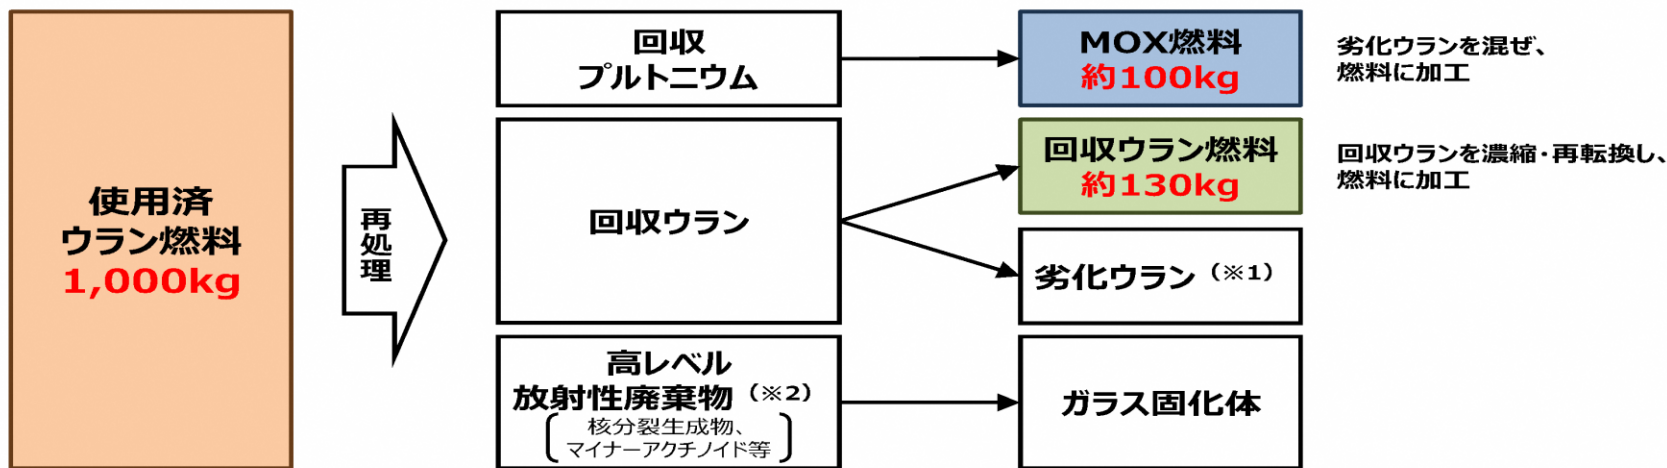 使用済
ウラン燃料
1,000kg
再処理
回収
プルトニウム
MOX燃料
約100kg
劣化ウランを混ぜ、
燃料に加工
回収ウラン
回収ウラン燃料
約130kg
回収ウランを濃縮・再転換し、
燃料に加工
劣化ウラン（※1）
高レベル
放射性廃棄物（※2）
核分裂生成物、
マイナーアクチノイド等
ガラス固化体